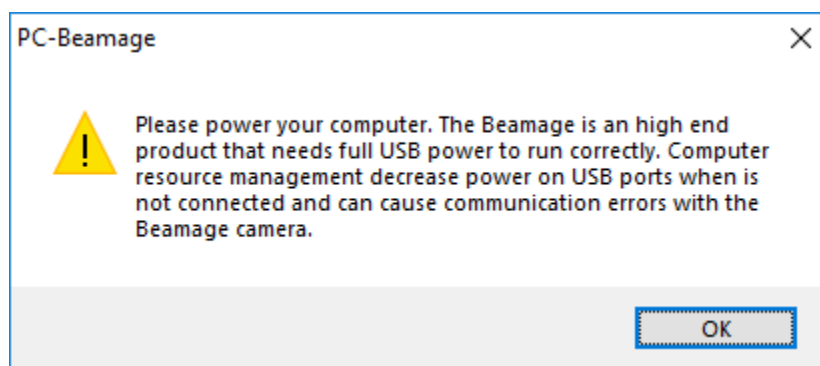 PC-Beamage
Please power your computer. The Beamage is an high end
product that needs full USB power to run correctly. Computer
resource management decrease power on USB ports when is
not connected and can cause communication errors with the
Beamage camera.
OK